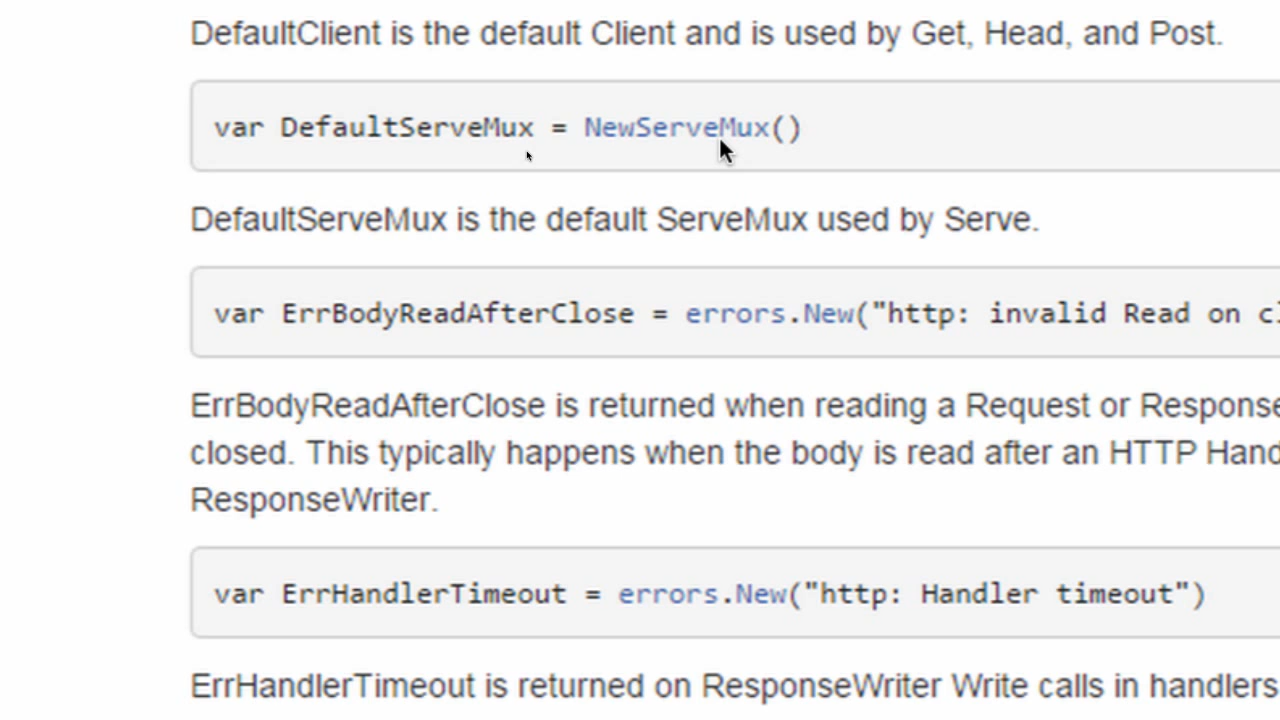 DefaultClient is the default Client and is used by Get, Head, and Post.
var DefaultServeMux = NewServeMux()
DefaultServeMux is the default ServeMux used by Serve.
var ErrBodyReadAfterClose = errors.New("http: invalid Read on cl
ErrBodyReadAfterClose is returned when reading a Request or Response
closed. This typically happens when the body is read after an HTTP Hand
ResponseWriter.
var ErrHandlerTimeout = errors.New("http: Handler timeout")
ErrHandlerTimeout is returned on ResponseWriter Write calls in handlers